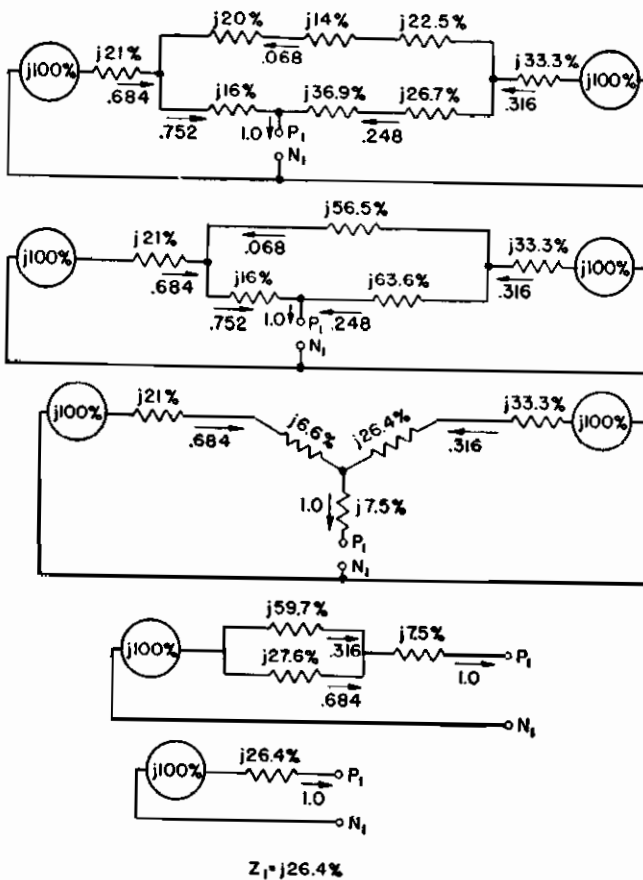 j20% j14% j22.5%
j100% j21% .068 j33.3% j100%
.684 .316
j16% j36.9% j26.7%
.752 1.0 P₁ .248
N₁
j56.5%
j100% j21% .068 j33.3% j100%
.684 .316
j16% j63.6%
.752 1.0 P₁ .248
N₁
j100% j21% j6.6% j26.4% j33.3% j100%
.684 .316
1.0 j7.5%
P₁
N₁
j59.7%
j100% .316 j7.5% P₁
j27.6% 1.0
.684
N₁
j100% j26.4% P₁
1.0
N₁
Z₁=j26.4%